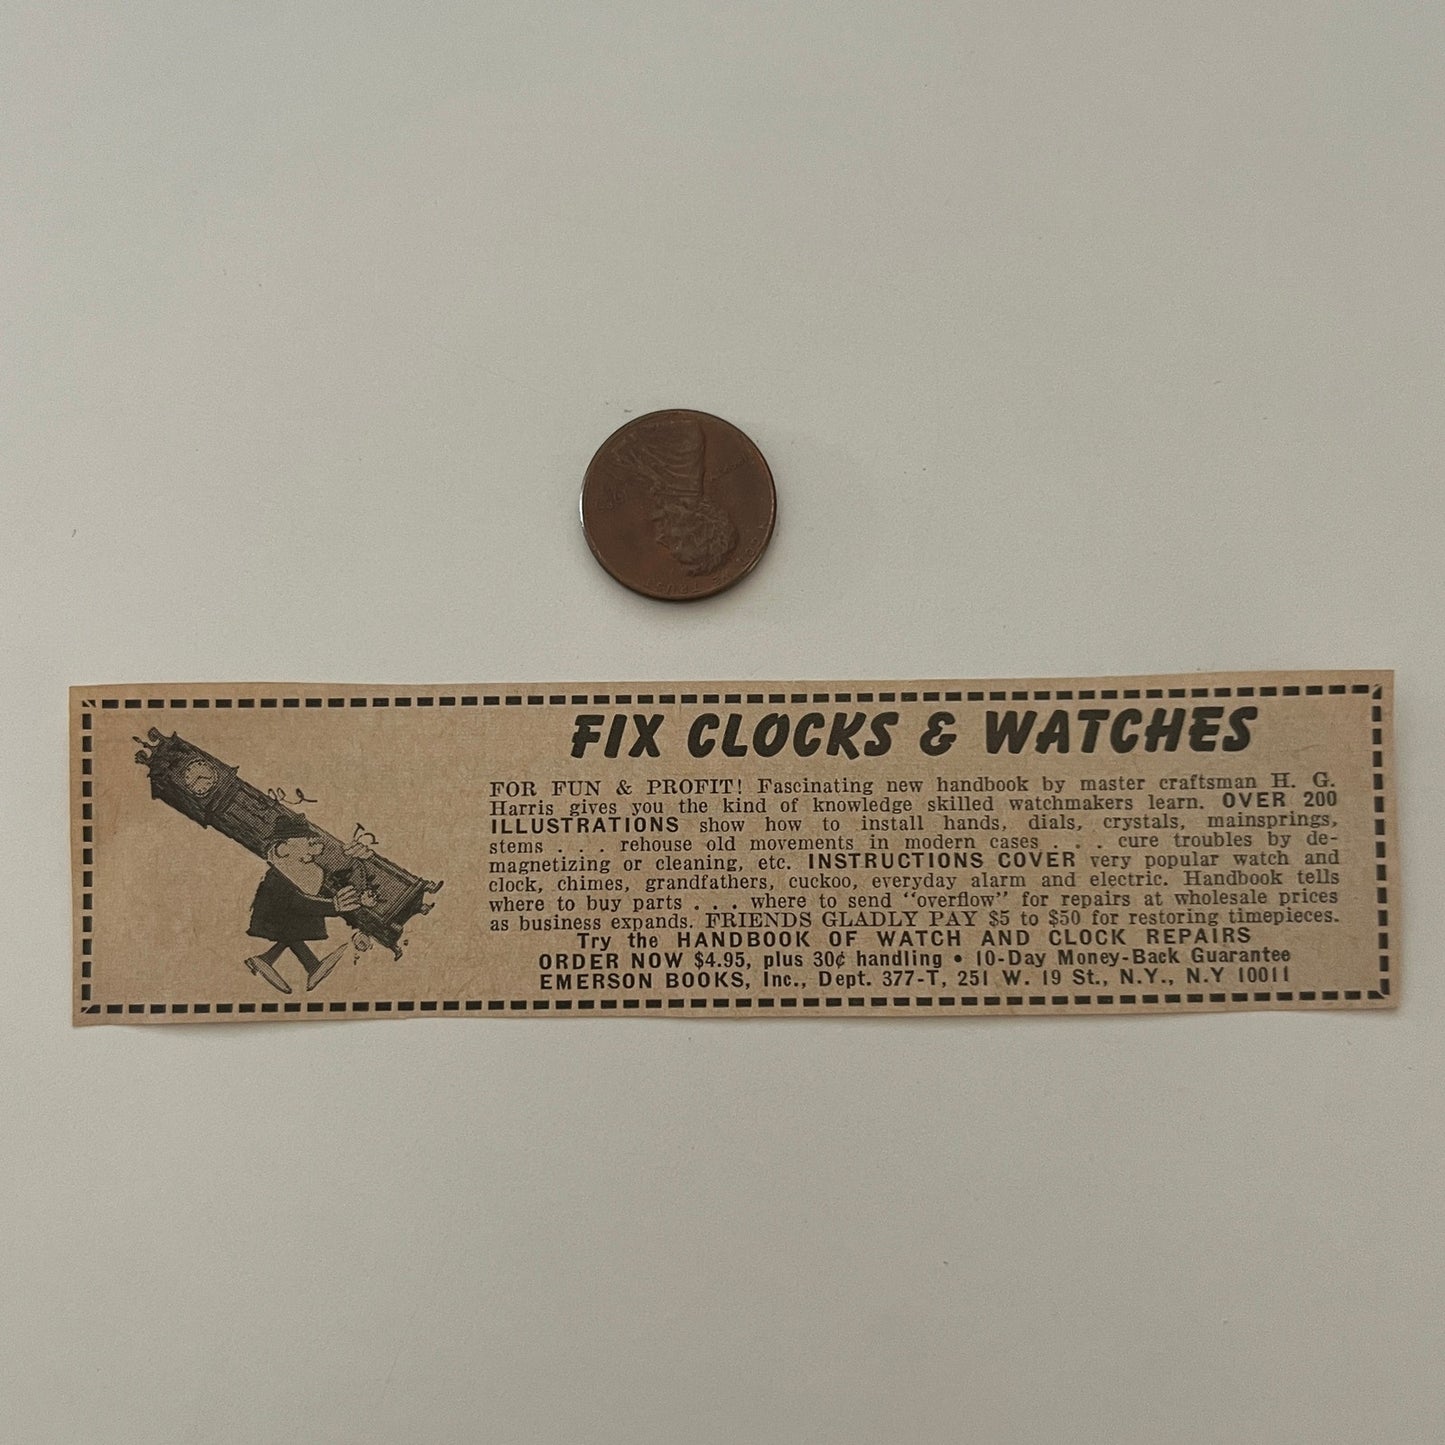 FIX CLOCKS & WATCHES
FOR FUN & PROFIT! Fascinating new handbook by master craftsman H. G.
Harris gives you the kind of knowledge skilled watchmakers learn. OVER 200
ILLUSTRATIONS show how to install hands, dials, crystals, mainsprings,
stems . . . rehouse old movements in modern cases . . . cure troubles by de-
magnetizing or cleaning, etc. INSTRUCTIONS COVER very popular watch and
clock, chimes, grandfathers, cuckoo, everyday alarm and electric. Handbook tells
where to buy parts . . . where to send "overflow" for repairs at wholesale prices
as business expands. FRIENDS GLADLY PAY $5 to $50 for restoring timepieces.
Try the HANDBOOK OF WATCH AND CLOCK REPAIRS
ORDER NOW $4.95, plus 30¢ handling • 10-Day Money-Back Guarantee
EMERSON BOOKS, Inc., Dept. 377-T, 251 W. 19 St., N.Y., N.Y 10011